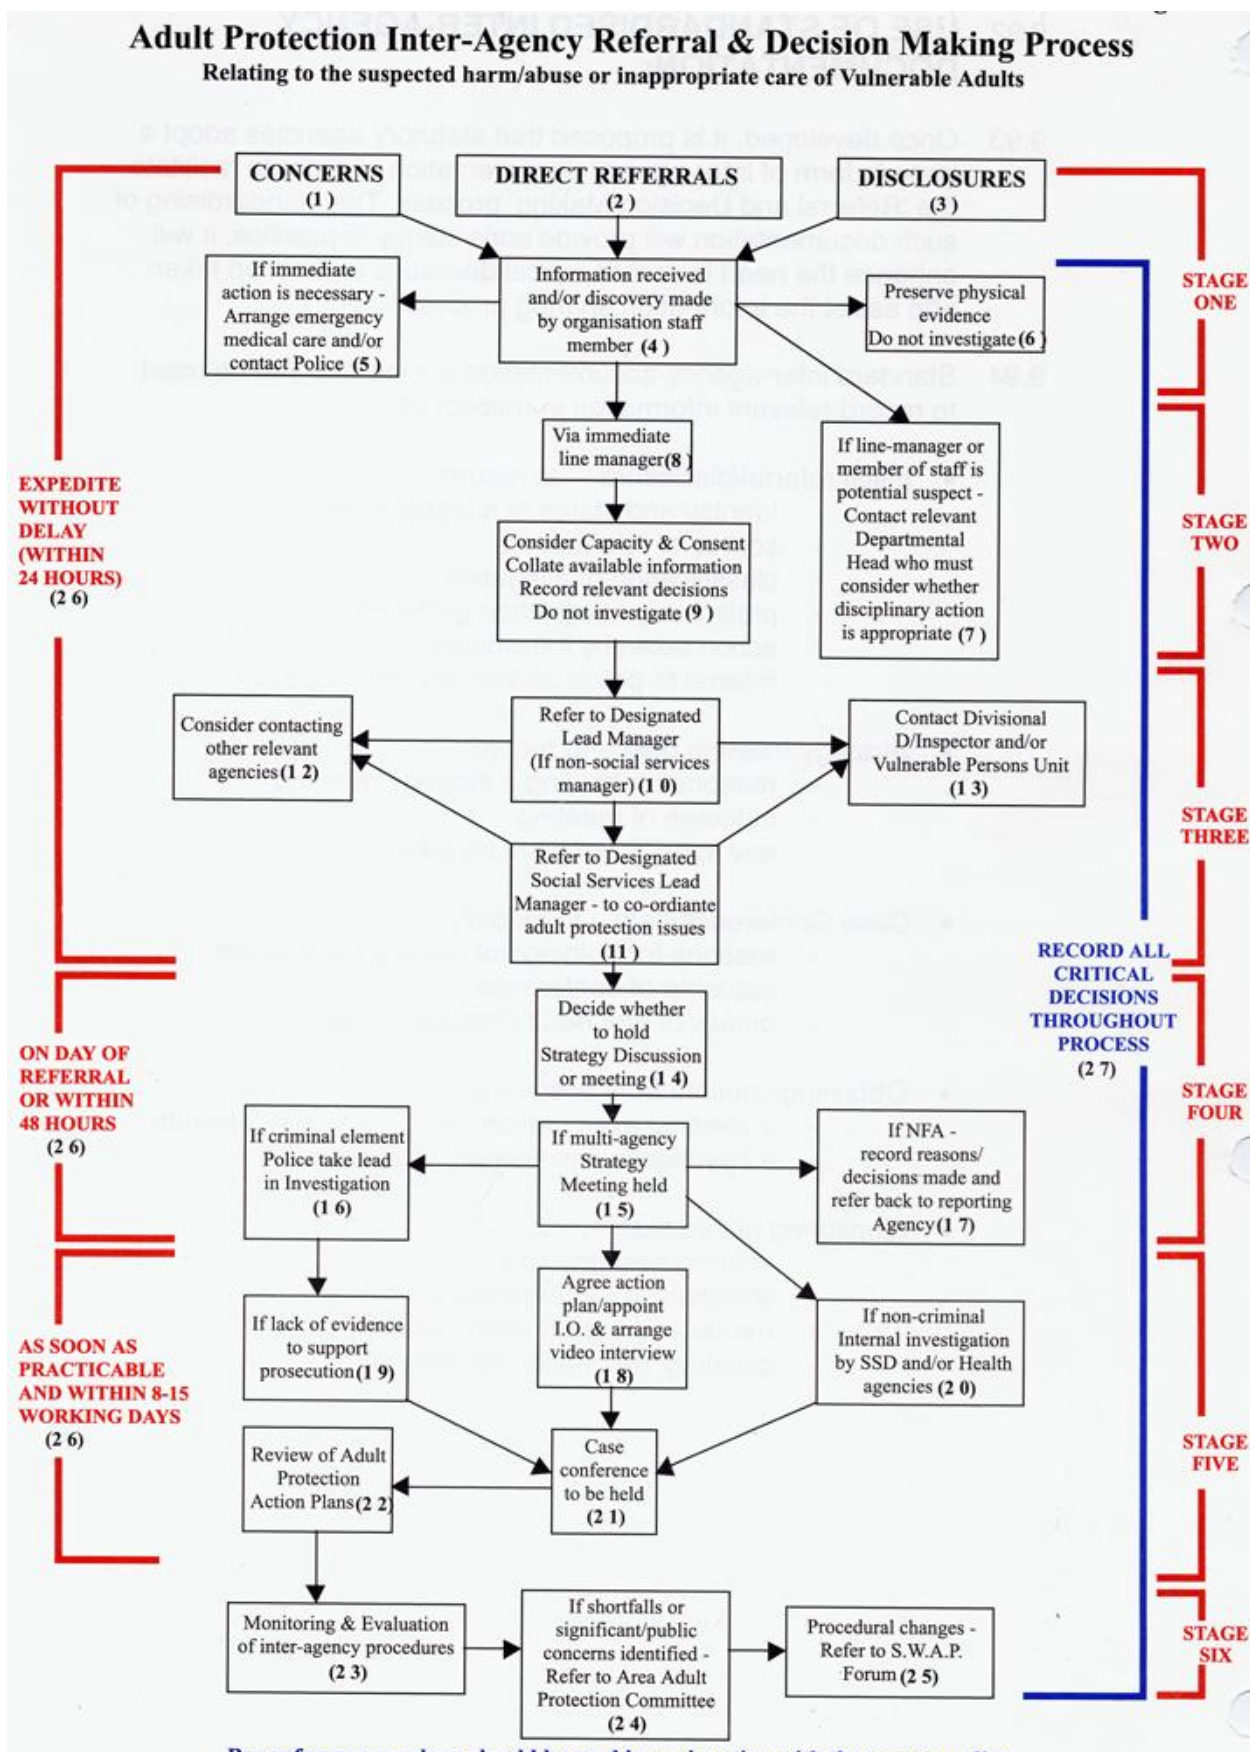 Adult Protection Inter-Agency Referral & Decision Making Process
Relating to the suspected harm/abuse or inappropriate care of Vulnerable Adults
CONCERNS
(1)
DIRECT REFERRALS
(2)
DISCLOSURES
(3)
If immediate
action is necessary -
Arrange emergency
medical care and/or
contact Police (5)
Information received
and/or discovery made
by organisation staff
member (4)
Preserve physical
evidence
Do not investigate (6)
STAGE
ONE
Via immediate
line manager (8)
If line-manager or
member of staff is
potential suspect -
Contact relevant
Departmental
Head who must
consider whether
disciplinary action
is appropriate (7)
EXPEDITE
WITHOUT
DELAY
(WITHIN
24 HOURS)
(26)
Consider Capacity & Consent
Collate available information
Record relevant decisions
Do not investigate (9)
STAGE
TWO
Consider contacting
other relevant
agencies (12)
Refer to Designated
Lead Manager
(If non-social services
manager) (10)
Contact Divisional
D/Inspector and/or
Vulnerable Persons Unit
(13)
STAGE
THREE
Refer to Designated
Social Services Lead
Manager - to co-ordiante
adult protection issues
(11)
RECORD ALL
CRITICAL
DECISIONS
THROUGHOUT
PROCESS
(27)
Decide whether
to hold
Strategy Discussion
or meeting (14)
ON DAY OF
REFERRAL
OR WITHIN
48 HOURS
(26)
STAGE
FOUR
If criminal element
Police take lead
in Investigation
(16)
If multi-agency
Strategy
Meeting held
(15)
If NFA -
record reasons/
decisions made and
refer back to reporting
Agency (17)
If lack of evidence
to support
prosecution (19)
Agree action
plan/appoint
I.O. & arrange
video interview
(18)
If non-criminal
Internal investigation
by SSD and/or Health
agencies (20)
AS SOON AS
PRACTICABLE
AND WITHIN 8-15
WORKING DAYS
(26)
Review of Adult
Protection
Action Plans (22)
Case
conference
to be held
(21)
STAGE
FIVE
Monitoring & Evaluation
of inter-agency procedures
(23)
If shortfalls or
significant/public
concerns identified -
Refer to Area Adult
Protection Committee
(24)
Procedural changes -
Refer to S.W.A.P.
Forum (25)
STAGE
SIX